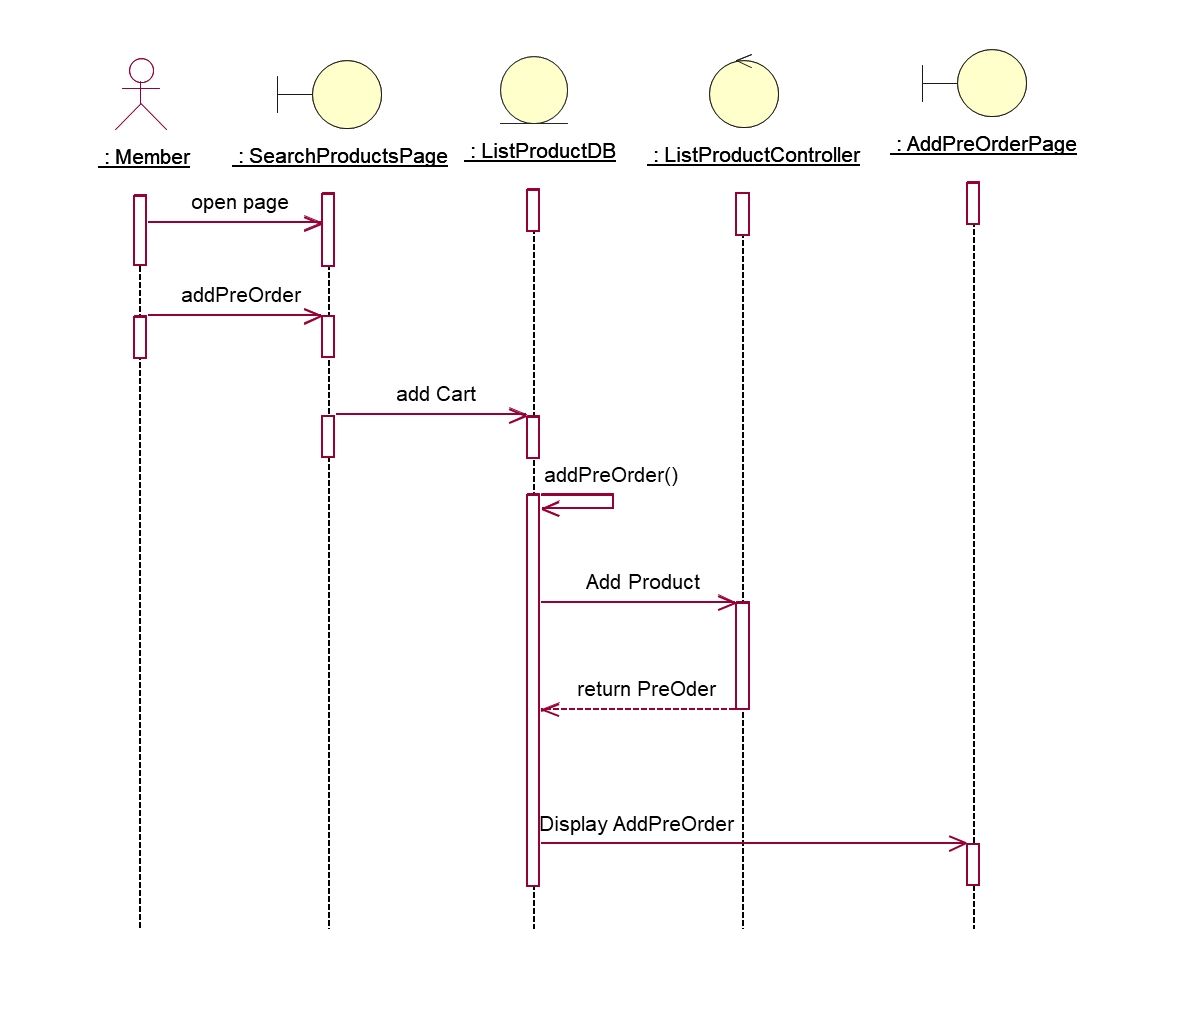 : Member
: SearchProductsPage
: ListProductDB
: ListProductController
: AddPreOrderPage
open page
addPreOrder
add Cart
addPreOrder()
Add Product
return PreOder
Display AddPreOrder